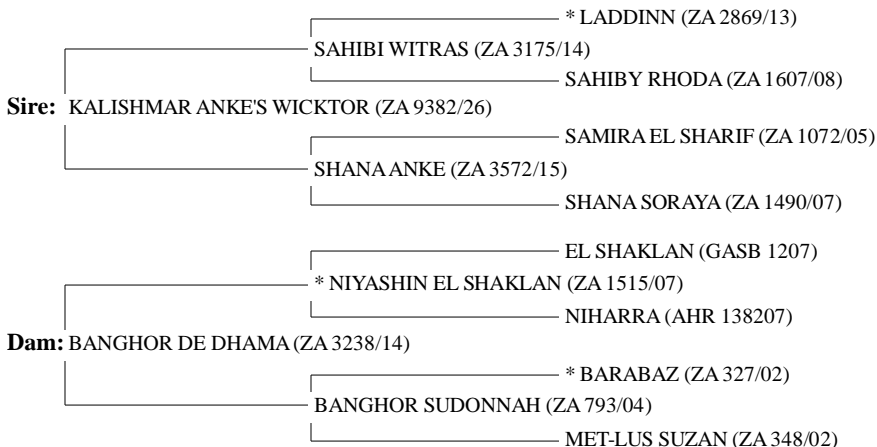 * LADDINN (ZA 2869/13)
SAHIBI WITRAS (ZA 3175/14)
SAHIBY RHODA (ZA 1607/08)
Sire: KALISHMAR ANKE'S WICKTOR (ZA 9382/26)
SAMIRA EL SHARIF (ZA 1072/05)
SHANA ANKE (ZA 3572/15)
SHANA SORAYA (ZA 1490/07)
EL SHAKLAN (GASB 1207)
* NIYASHIN EL SHAKLAN (ZA 1515/07)
NIHARRA (AHR 138207)
Dam: BANGHOR DE DHAMA (ZA 3238/14)
* BARABAZ (ZA 327/02)
BANGHOR SUDONNAH (ZA 793/04)
MET-LUS SUZAN (ZA 348/02)